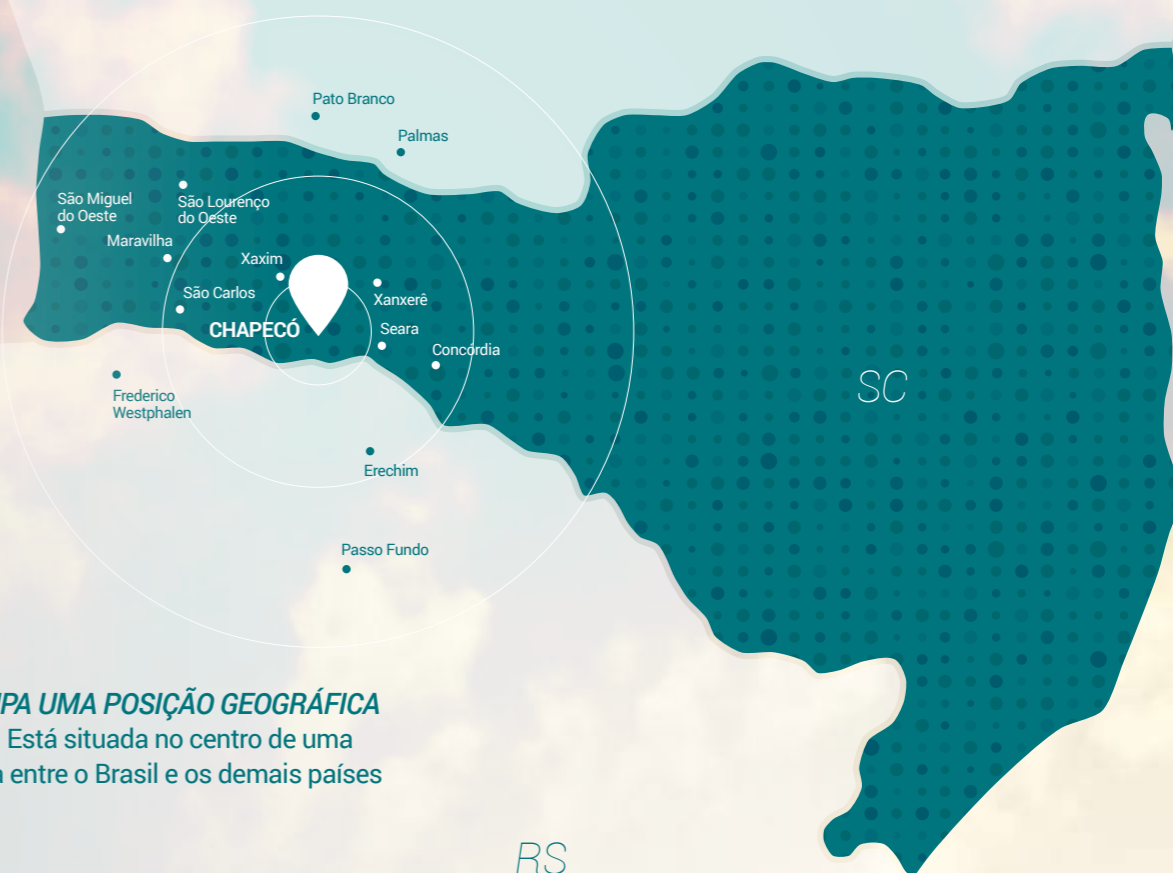 Pato Branco
Palmas
São Miguel
do Oeste
São Lourenço
do Oeste
Maravilha
Xaxim
São Carlos
Xanxerê
CHAPECÓ
Seara
Concórdia
SC
Frederico
Westphalen
Erechim
Passo Fundo
PA UMA POSIÇÃO GEOGRÁFICA
Está situada no centro de uma
entre o Brasil e os demais países
RS